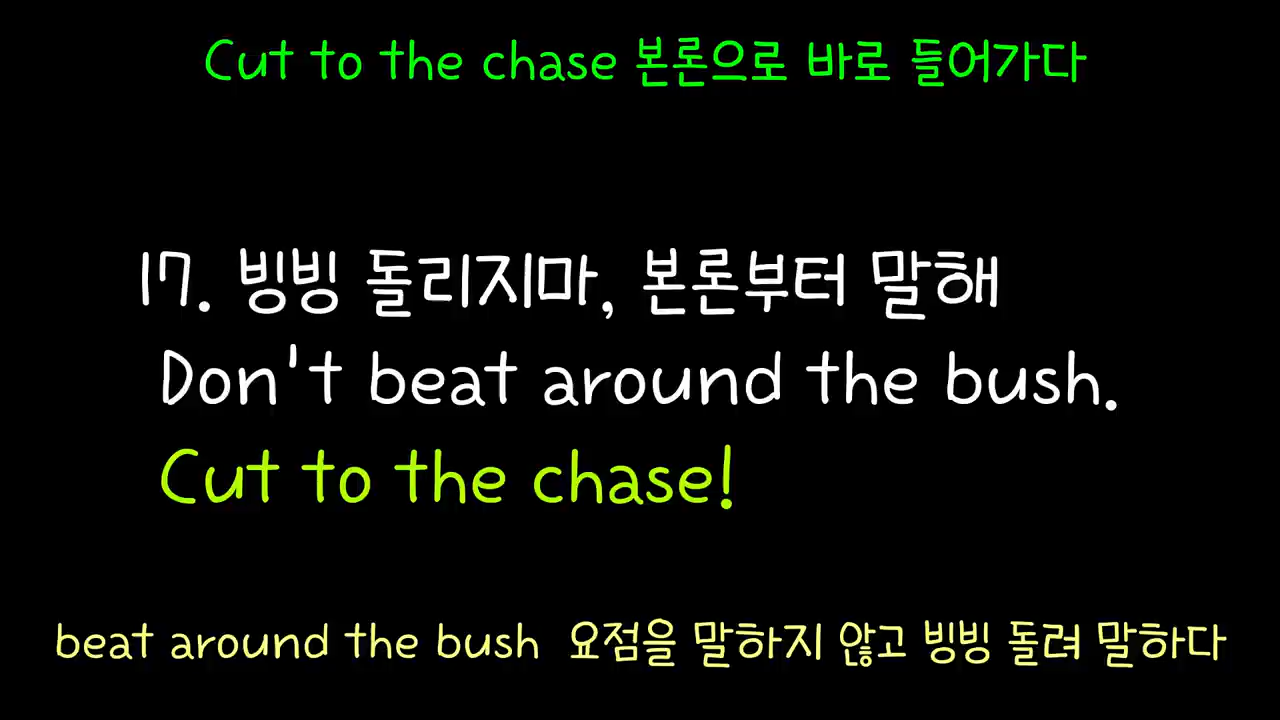 Cut to the chase 본론으로 바로 들어가다
17. 빙빙 돌리지마, 본론부터 말해
Don't beat around the bush.
Cut to the chase!
beat around the bush 요점을 말하지 않고 빙빙 돌려 말하다